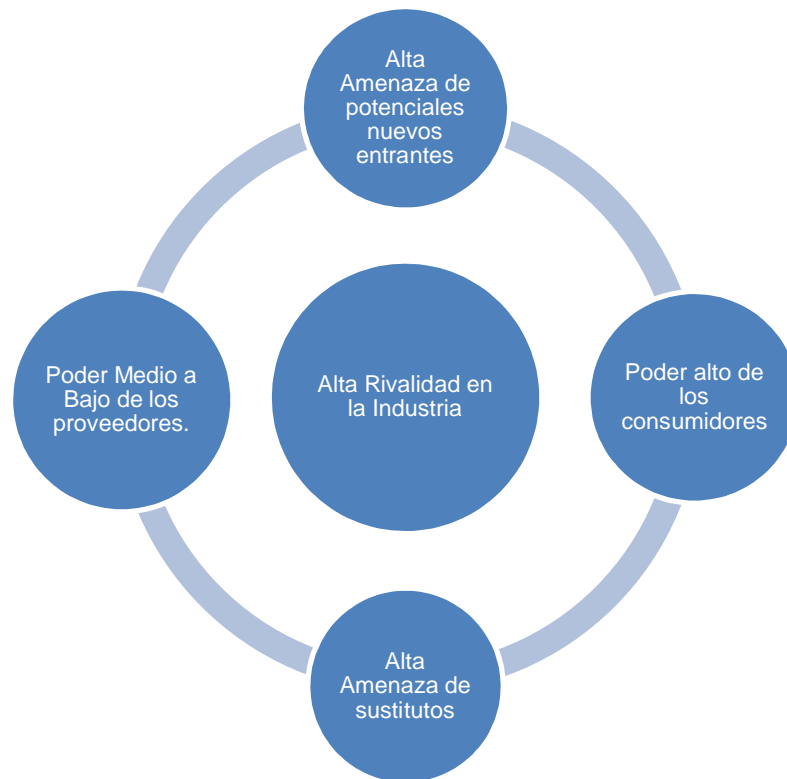 Alta
Amenaza de
potenciales
nuevos
entrantes
Poder Medio a
Bajo de los
proveedores.
Alta Rivalidad en
la Industria
Poder alto de
los
consumidores
Alta
Amenaza de
sustitutos